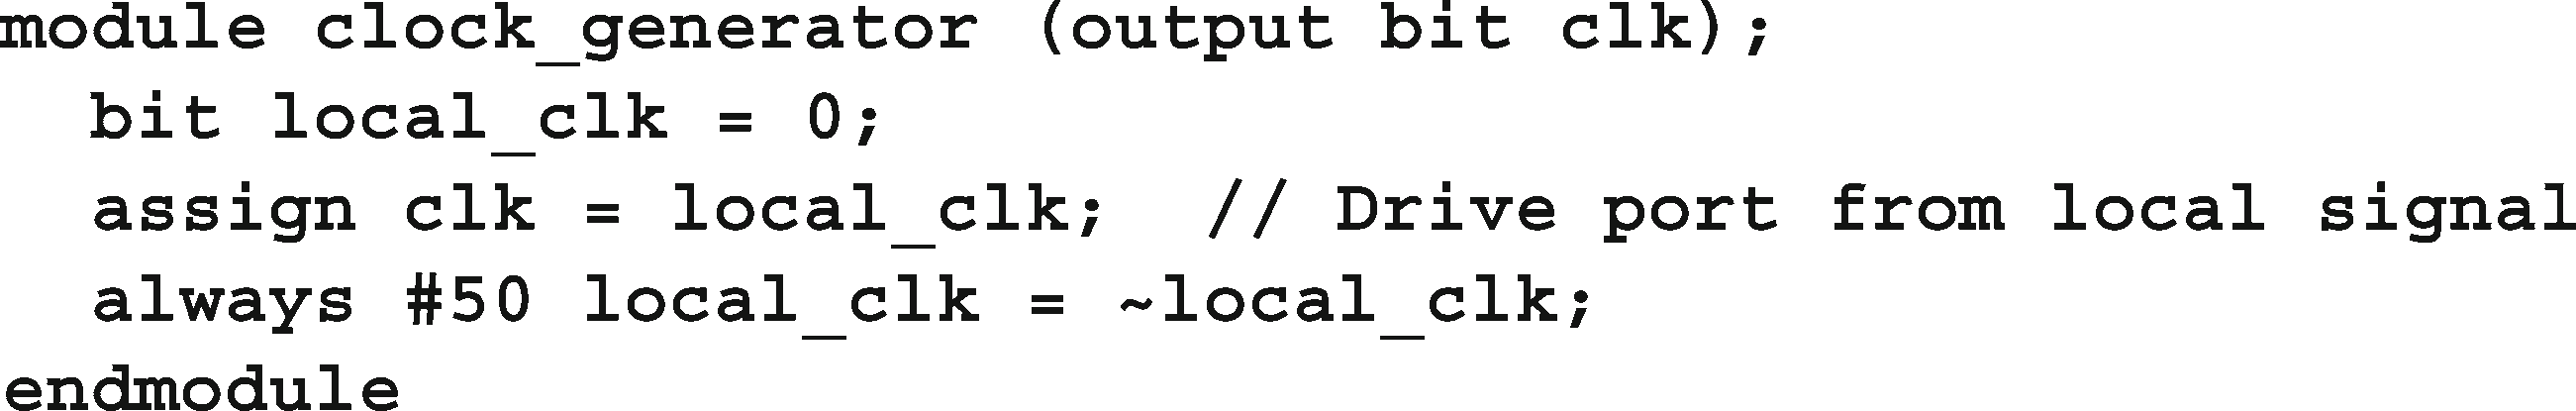 module clock_generator (output bit clk);
  bit local_clk = 0;
  assign clk = local_clk;  // Drive port from local signal
  always #50 local_clk = ~local_clk;
endmodule